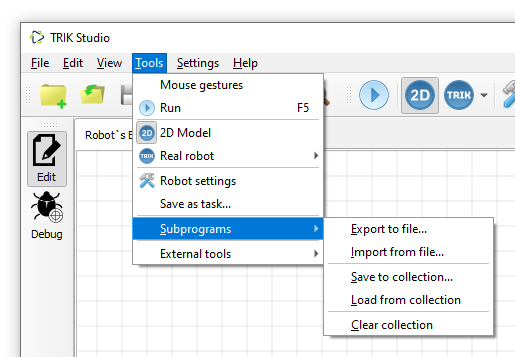 TRIK Studio
File Edit View Tools Settings Help
Mouse gestures
Run F5
2D TRIK
Robot`s B
2D 2D Model
TRIK Real robot
Edit
Robot settings
Save as task...
Debug
Subprograms
Export to file...
External tools
Import from file...
Save to collection...
Load from collection
Clear collection